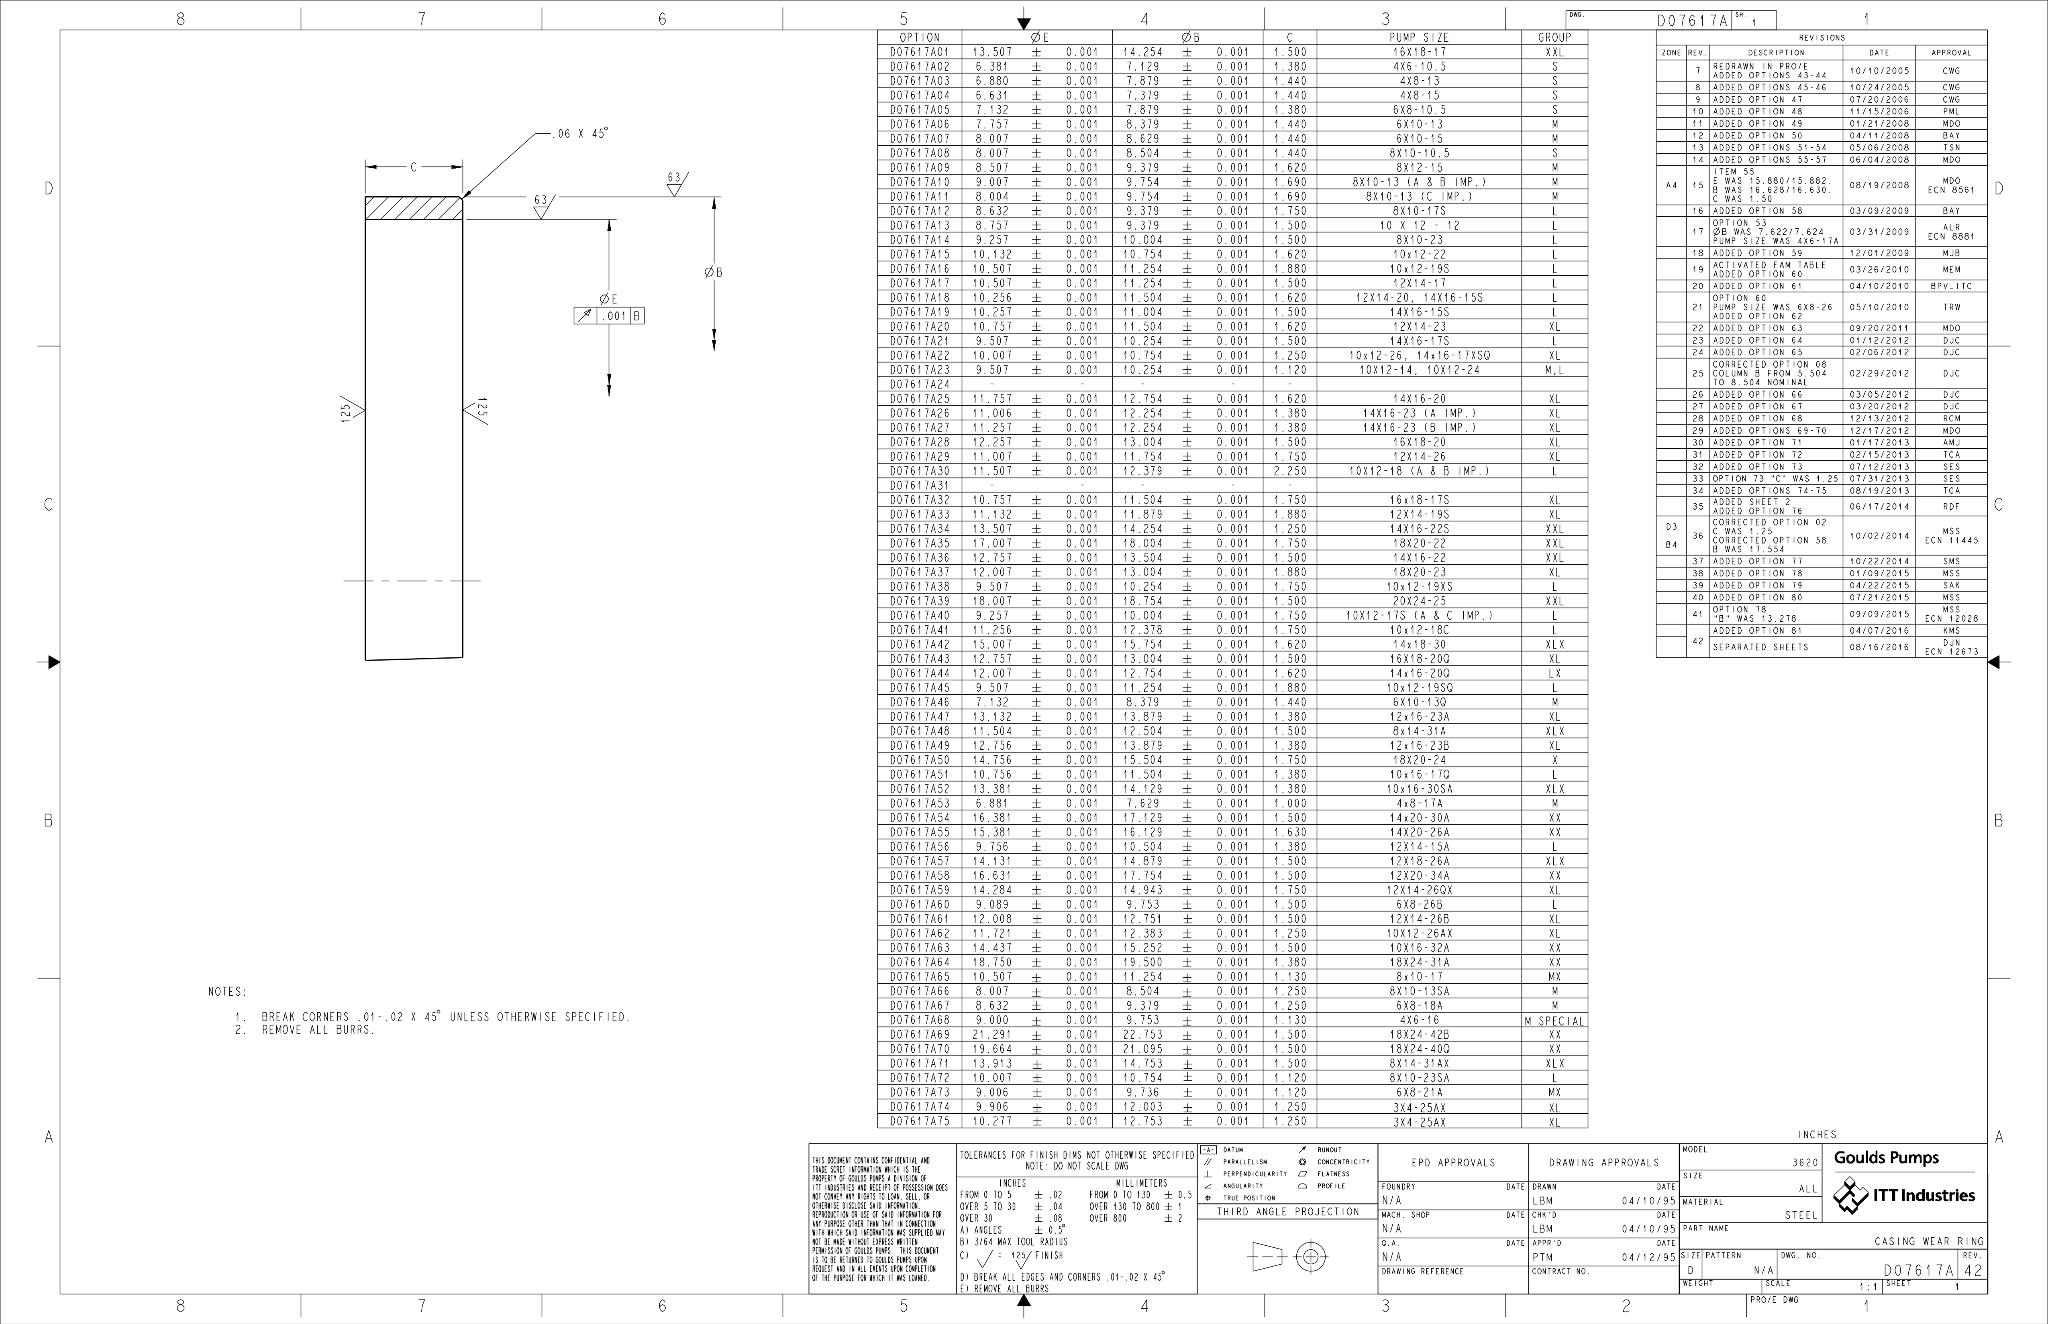 8 7 6 5 4 3 1
DWG. D07617A SH. 1
OPTION ØE ØB C PUMP SIZE GROUP
D07617A01 13.507 ± 0.001 14.254 ± 0.001 1.500 16X18-17 XXL
D07617A02 6.381 ± 0.001 7.129 ± 0.001 1.380 4X6-10.5 S
D07617A03 6.880 ± 0.001 7.879 ± 0.001 1.440 4X8-13 S
D07617A04 6.631 ± 0.001 7.379 ± 0.001 1.440 4X8-15 S
D07617A05 7.132 ± 0.001 7.879 ± 0.001 1.380 6X8-10.5 S
D07617A06 7.757 ± 0.001 8.379 ± 0.001 1.440 6X10-13 M
D07617A07 8.007 ± 0.001 8.629 ± 0.001 1.440 6X10-15 M
D07617A08 8.007 ± 0.001 8.504 ± 0.001 1.440 8X10-10.5 S
D07617A09 8.507 ± 0.001 9.379 ± 0.001 1.620 8X12-15 M
D07617A10 9.007 ± 0.001 9.754 ± 0.001 1.690 8X10-13 (A & B IMP.) M
D07617A11 8.004 ± 0.001 9.754 ± 0.001 1.690 8X10-13 (C IMP.) M
D07617A12 8.632 ± 0.001 9.379 ± 0.001 1.750 8X10-17S L
D07617A13 8.757 ± 0.001 9.379 ± 0.001 1.500 10 X 12 - 12 L
D07617A14 9.257 ± 0.001 10.004 ± 0.001 1.500 8X10-23 L
D07617A15 10.132 ± 0.001 10.754 ± 0.001 1.620 10x12-22 L
D07617A16 10.507 ± 0.001 11.254 ± 0.001 1.880 10x12-19S L
D07617A17 10.507 ± 0.001 11.254 ± 0.001 1.500 12X14-17 L
D07617A18 10.256 ± 0.001 11.504 ± 0.001 1.620 12X14-20, 14X16-15S L
D07617A19 10.257 ± 0.001 11.004 ± 0.001 1.500 14X16-15S L
D07617A20 10.757 ± 0.001 11.504 ± 0.001 1.620 12X14-23 XL
D07617A21 9.507 ± 0.001 10.254 ± 0.001 1.500 14X16-17S L
D07617A22 10.007 ± 0.001 10.754 ± 0.001 1.250 10x12-26, 14x16-17XSQ XL
D07617A23 9.507 ± 0.001 10.254 ± 0.001 1.120 10X12-14, 10X12-24 M,L
D07617A24 - - - - -
D07617A25 11.757 ± 0.001 12.754 ± 0.001 1.620 14X16-20 XL
D07617A26 11.006 ± 0.001 12.254 ± 0.001 1.380 14X16-23 (A IMP.) XL
D07617A27 11.257 ± 0.001 12.254 ± 0.001 1.380 14X16-23 (B IMP.) XL
D07617A28 12.257 ± 0.001 13.004 ± 0.001 1.500 16X18-20 XL
D07617A29 11.007 ± 0.001 11.754 ± 0.001 1.750 12X14-26 XL
D07617A30 11.507 ± 0.001 12.379 ± 0.001 2.250 10X12-18 (A & B IMP.) L
D07617A31 - - - - -
D07617A32 10.757 ± 0.001 11.504 ± 0.001 1.750 16x18-17S XL
D07617A33 11.132 ± 0.001 11.879 ± 0.001 1.880 12X14-19S XL
D07617A34 13.507 ± 0.001 14.254 ± 0.001 1.250 14X16-22S XXL
D07617A35 17.007 ± 0.001 18.004 ± 0.001 1.750 18X20-22 XXL
D07617A36 12.757 ± 0.001 13.504 ± 0.001 1.500 14X16-22 XXL
D07617A37 12.007 ± 0.001 13.004 ± 0.001 1.880 18X20-23 XL
D07617A38 9.507 ± 0.001 10.254 ± 0.001 1.750 10x12-19XS L
D07617A39 18.007 ± 0.001 18.754 ± 0.001 1.500 20X24-25 XXL
D07617A40 9.257 ± 0.001 10.004 ± 0.001 1.750 10X12-17S (A & C IMP.) L
D07617A41 11.256 ± 0.001 12.378 ± 0.001 1.750 10x12-18C L
D07617A42 15.007 ± 0.001 15.754 ± 0.001 1.620 14x18-30 XLX
D07617A43 12.757 ± 0.001 13.004 ± 0.001 1.500 16X18-20Q XL
D07617A44 12.007 ± 0.001 12.754 ± 0.001 1.620 14x16-20Q LX
D07617A45 9.507 ± 0.001 11.254 ± 0.001 1.880 10x12-19SQ L
D07617A46 7.132 ± 0.001 8.379 ± 0.001 1.440 6X10-13Q M
D07617A47 13.132 ± 0.001 13.879 ± 0.001 1.380 12x16-23A XL
D07617A48 11.504 ± 0.001 12.504 ± 0.001 1.500 8x14-31A XLX
D07617A49 12.756 ± 0.001 13.879 ± 0.001 1.380 12x16-23B XL
D07617A50 14.756 ± 0.001 15.504 ± 0.001 1.750 18X20-24 X
D07617A51 10.756 ± 0.001 11.504 ± 0.001 1.380 10x16-17Q L
D07617A52 13.381 ± 0.001 14.129 ± 0.001 1.380 10x16-30SA XLX
D07617A53 6.881 ± 0.001 7.629 ± 0.001 1.000 4x8-17A M
D07617A54 16.381 ± 0.001 17.129 ± 0.001 1.500 14x20-30A XX
D07617A55 15.381 ± 0.001 16.129 ± 0.001 1.630 14X20-26A XX
D07617A56 9.756 ± 0.001 10.504 ± 0.001 1.380 12X14-15A L
D07617A57 14.131 ± 0.001 14.879 ± 0.001 1.500 12X18-26A XLX
D07617A58 16.631 ± 0.001 17.754 ± 0.001 1.500 12X20-34A XX
D07617A59 14.284 ± 0.001 14.943 ± 0.001 1.750 12X14-26QX XL
D07617A60 9.089 ± 0.001 9.753 ± 0.001 1.500 6X8-26B L
D07617A61 12.008 ± 0.001 12.751 ± 0.001 1.500 12X14-26B XL
D07617A62 11.721 ± 0.001 12.383 ± 0.001 1.250 10X12-26AX XL
D07617A63 14.437 ± 0.001 15.252 ± 0.001 1.500 10X16-32A XX
D07617A64 18.750 ± 0.001 19.500 ± 0.001 1.380 18X24-31A XX
D07617A65 10.507 ± 0.001 11.254 ± 0.001 1.130 8x10-17 MX
D07617A66 8.007 ± 0.001 8.504 ± 0.001 1.250 8X10-13SA M
D07617A67 8.632 ± 0.001 9.379 ± 0.001 1.250 6X8-18A M
D07617A68 9.000 ± 0.001 9.753 ± 0.001 1.130 4X6-16 M SPECIAL
D07617A69 21.291 ± 0.001 22.753 ± 0.001 1.500 18X24-42B XX
D07617A70 19.664 ± 0.001 21.095 ± 0.001 1.500 18X24-40Q XX
D07617A71 13.913 ± 0.001 14.753 ± 0.001 1.500 8X14-31AX XLX
D07617A72 10.007 ± 0.001 10.754 ± 0.001 1.120 8X10-23SA L
D07617A73 9.006 ± 0.001 9.736 ± 0.001 1.120 6X8-21A MX
D07617A74 9.906 ± 0.001 12.003 ± 0.001 1.250 3X4-25AX XL
D07617A75 10.277 ± 0.001 12.753 ± 0.001 1.250 3X4-25AX XL
REVISIONS
ZONE REV. DESCRIPTION DATE APPROVAL
7 REDRAWN IN PRO/E 10/10/2005 CWG
ADDED OPTIONS 43-44
8 ADDED OPTIONS 45-46 10/24/2005 CWG
9 ADDED OPTION 47 07/20/2006 CWG
10 ADDED OPTION 48 11/15/2006 PML
11 ADDED OPTION 49 01/21/2008 MDO
12 ADDED OPTION 50 04/11/2008 BAY
13 ADDED OPTIONS 51-54 05/06/2008 TSN
14 ADDED OPTIONS 55-57 06/04/2008 MDO
A4 15 ITEM 55 08/19/2008 MDO
E WAS 15.880/15.882. ECN 8561
B WAS 16.628/16.630.
C WAS 1.50
16 ADDED OPTION 58 03/09/2009 BAY
17 OPTION 53 03/31/2009 ALR
ØB WAS 7.622/7.624 ECN 8881
PUMP SIZE WAS 4X6-17A
18 ADDED OPTION 59 12/01/2009 MJB
19 ACTIVATED FAM TABLE 03/26/2010 MEM
ADDED OPTION 60
20 ADDED OPTION 61 04/10/2010 BPV_ITC
21 OPTION 60 05/10/2010 TRW
PUMP SIZE WAS 6X8-26
ADDED OPTION 62
22 ADDED OPTION 63 09/20/2011 MDO
23 ADDED OPTION 64 01/12/2012 DJC
24 ADDED OPTION 65 02/06/2012 DJC
25 CORRECTED OPTION 08 02/29/2012 DJC
COLUMN B FROM 5.504
TO 8.504 NOMINAL
26 ADDED OPTION 66 03/05/2012 DJC
27 ADDED OPTION 67 03/20/2012 DJC
28 ADDED OPTION 68 12/13/2012 RCM
29 ADDED OPTIONS 69-70 12/17/2012 MDO
30 ADDED OPTION 71 01/17/2013 AMJ
31 ADDED OPTION 72 02/15/2013 TCA
32 ADDED OPTION 73 07/12/2013 SES
33 OPTION 73 "C" WAS 1.25 07/31/2013 SES
34 ADDED OPTIONS 74-75 08/19/2013 TCA
35 ADDED SHEET 2 06/17/2014 RDF
ADDED OPTION 76
D3 B4 36 CORRECTED OPTION 02 10/02/2014 MSS
C WAS 1.25 ECN 11445
CORRECTED OPTION 58
B WAS 17.554
37 ADDED OPTION 77 10/22/2014 SMS
38 ADDED OPTION 78 01/09/2015 MSS
39 ADDED OPTION 79 04/22/2015 SAK
40 ADDED OPTION 80 07/21/2015 MSS
41 OPTION 78 09/09/2015 MSS
"B" WAS 13.278 ECN 12028
42 ADDED OPTION 81 04/07/2016 KMS
SEPARATED SHEETS 08/16/2016 DJN
ECN 12673
.06 X 45°
C
63
63
ØB
ØE
.001 B
125
125
D D
C C
B B
A A
NOTES:
1. BREAK CORNERS .01-.02 X 45° UNLESS OTHERWISE SPECIFIED.
2. REMOVE ALL BURRS.
INCHES
THIS DOCUMENT CONTAINS CONFIDENTIAL AND
TRADE SCRET INFORMATION WHICH IS THE
PROPERTY OF GOULDS PUMPS A DIVISION OF
ITT INDUSTRIES AND RECEIPT OF POSSESSION DOES
NOT CONVEY ANY RIGHTS TO LOAN, SELL, OR
OTHERWISE DISCLOSE SAID INFORMATION.
REPRODUCTION OR USE OF SAID INFORMATION FOR
ANY PURPOSE OTHER THAN THAT IN CONNECTION
WITH WHICH SAID INFORMATION WAS SUPPLIED MAY
NOT BE MADE WITHOUT EXPRESS WRITTEN
PERMISSION OF GOULDS PUMPS. THIS DOCUMENT
IS TO BE RETURNED TO GOULDS PUMPS UPON
REQUEST AND IN ALL EVENTS UPON COMPLETION
OF THE PURPOSE FOR WHICH IT WAS LOANED.
TOLERANCES FOR FINISH DIMS NOT OTHERWISE SPECIFIED
NOTE: DO NOT SCALE DWG
INCHES MILLIMETERS
FROM 0 TO 5 ± .02 FROM 0 TO 130 ± 0.5
OVER 5 TO 30 ± .04 OVER 130 TO 800 ± 1
OVER 30 ± .08 OVER 800 ± 2
A) ANGLES ± 0.5°
B) 3/64 MAX TOOL RADIUS
C) √ = 125/ FINISH
D) BREAK ALL EDGES AND CORNERS .01-.02 X 45°
E) REMOVE ALL BURRS
-A- DATUM RUNOUT
PARALLELISM CONCENTRICITY
PERPENDICULARITY FLATNESS
ANGULARITY PROFILE
TRUE POSITION
THIRD ANGLE PROJECTION
EPD APPROVALS
FOUNDRY DATE
N/A
MACH. SHOP DATE
N/A
Q.A. DATE
N/A
DRAWING REFERENCE
DRAWING APPROVALS
DRAWN DATE
LBM 04/10/95
CHK'D DATE
LBM 04/10/95
APPR'D DATE
PTM 04/12/95
CONTRACT NO.
MODEL
3620
SIZE
ALL
MATERIAL
STEEL
Goulds Pumps
ITT Industries
PART NAME
CASING WEAR RING
SIZE PATTERN DWG. NO. REV.
D N/A D07617A 42
WEIGHT SCALE 1:1 SHEET 1
PRO/E DWG
8 7 6 5 4 3 2 1